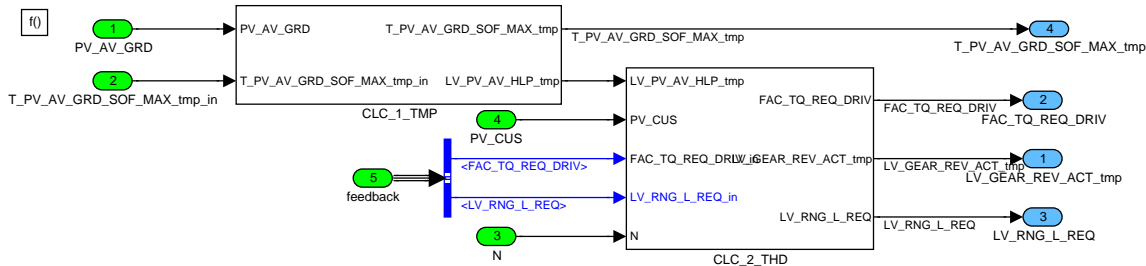 f()
1
PV_AV_GRD
2
T_PV_AV_GRD_SOF_MAX_tmp_in
PV_AV_GRD
T_PV_AV_GRD_SOF_MAX_tmp_in
T_PV_AV_GRD_SOF_MAX_tmp
LV_PV_AV_HLP_tmp
CLC_1_TMP
T_PV_AV_GRD_SOF_MAX_tmp
4
T_PV_AV_GRD_SOF_MAX_tmp
4
PV_CUS
5
feedback
<FAC_TQ_REQ_DRIV>
<LV_RNG_L_REQ>
3
N
LV_PV_AV_HLP_tmp
PV_CUS
FAC_TQ_REQ_DRIV_in
LV_RNG_L_REQ_in
N
FAC_TQ_REQ_DRIV
LV_GEAR_REV_ACT_tmp
LV_RNG_L_REQ
CLC_2_THD
FAC_TQ_REQ_DRIV
2
FAC_TQ_REQ_DRIV
LV_GEAR_REV_ACT_tmp
1
LV_GEAR_REV_ACT_tmp
LV_RNG_L_REQ
3
LV_RNG_L_REQ